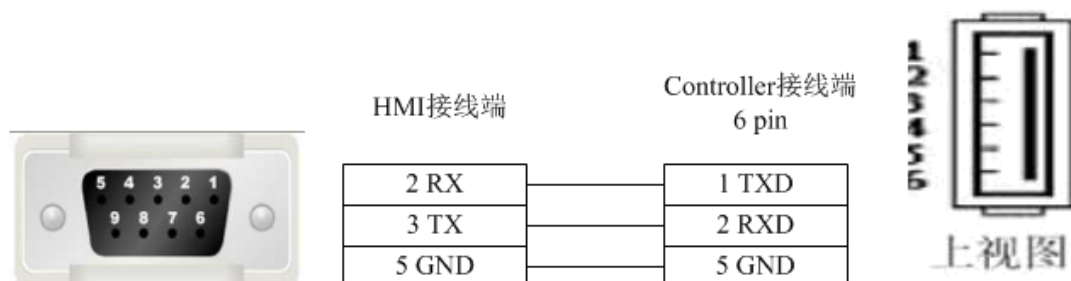 5 4 3 2 1
9 8 7 6
HMI接线端
Controller接线端
6 pin
2 RX
1 TXD
3 TX
2 RXD
5 GND
5 GND
1
2
3
4
5
6
上视图